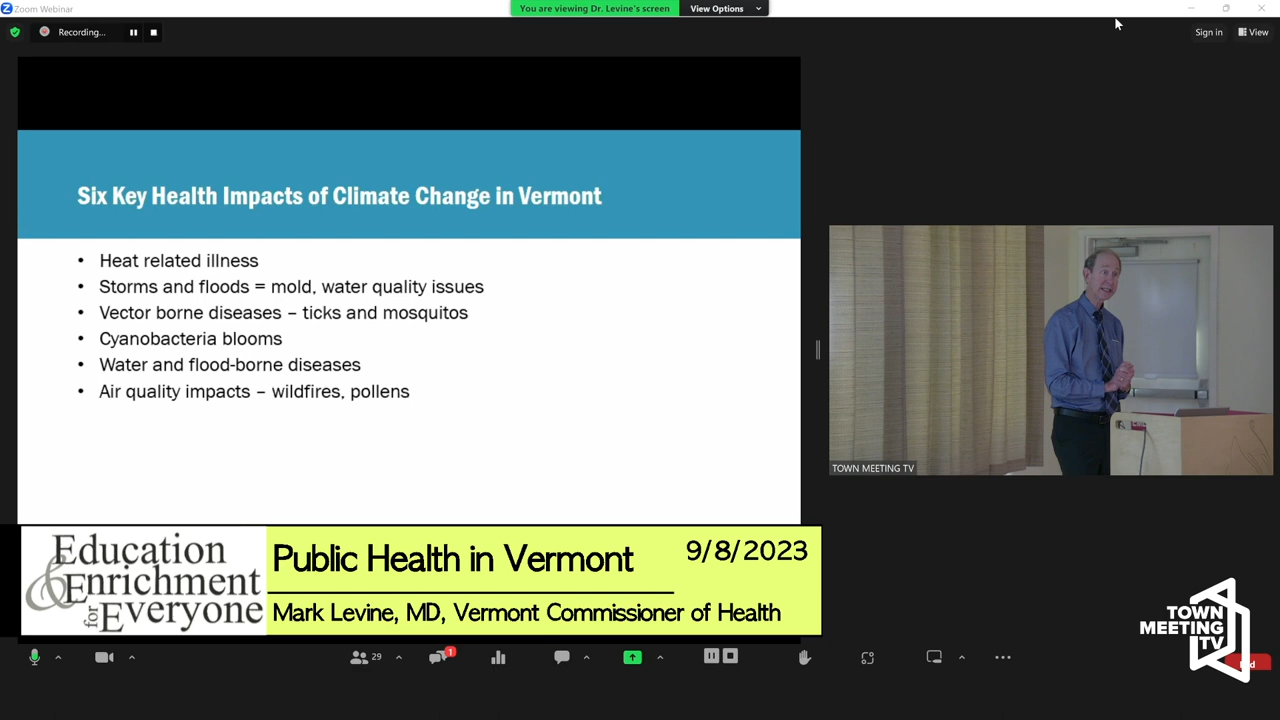 Zoom Webinar
You are viewing Dr. Levine's screen
View Options
Recording...
Sign in
View
Six Key Health Impacts of Climate Change in Vermont
• Heat related illness
• Storms and floods = mold, water quality issues
• Vector borne diseases – ticks and mosquitos
• Cyanobacteria blooms
• Water and flood-borne diseases
• Air quality impacts – wildfires, pollens
TOWN MEETING TV
Education
& Enrichment
for Everyone
Public Health in Vermont
9/8/2023
Mark Levine, MD, Vermont Commissioner of Health
TOWN
MEETING
TV
29
1